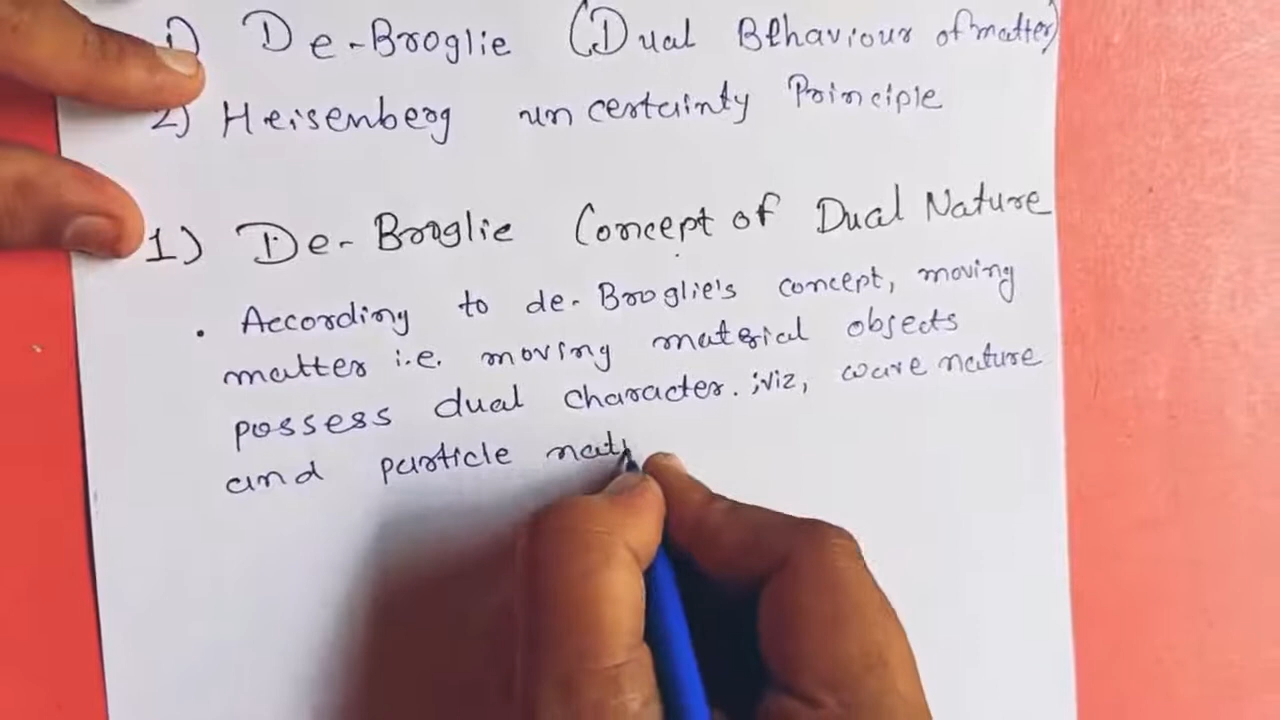 1) De-Broglie (Dual Behaviour of matter)
2) Heisenberg uncertainty Principle
1) De-Broglie Concept of Dual Nature
. According to de-Broglie's concept, moving
matter i.e. moving material objects
possess dual character. ;viz, wave nature
and particle natu